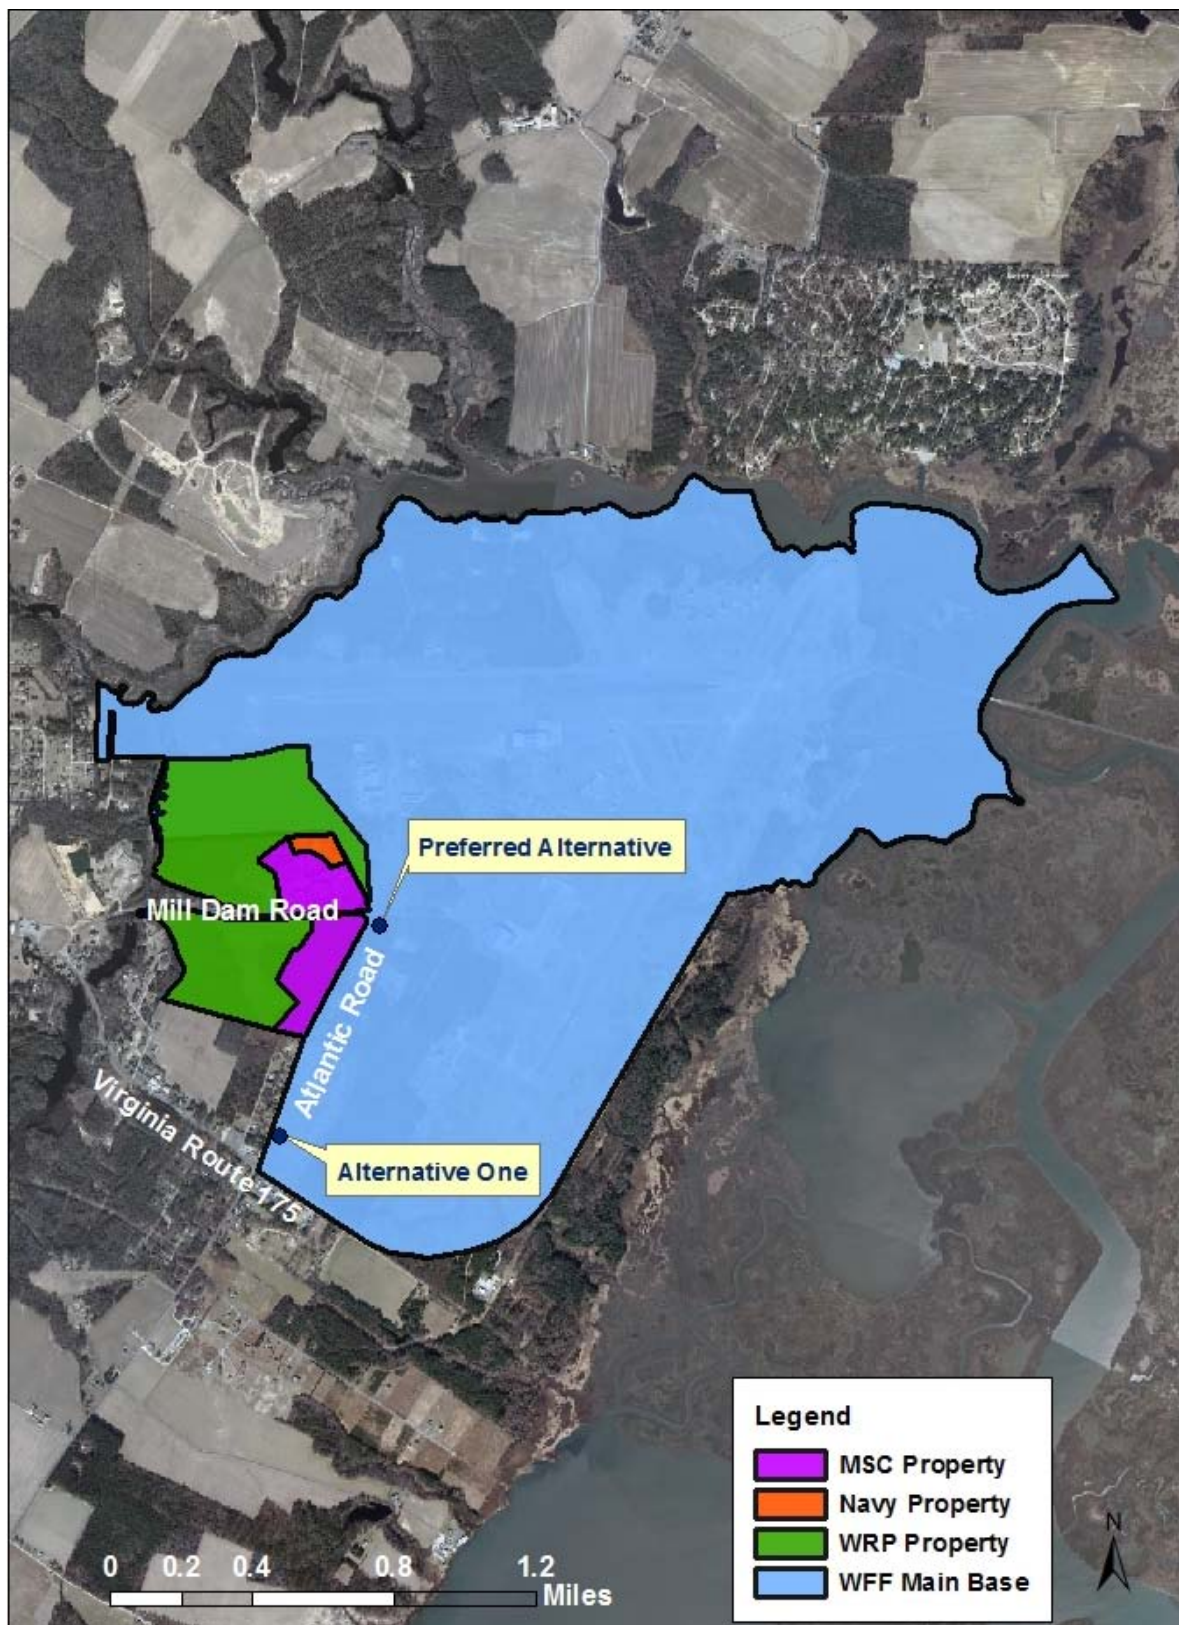 Preferred Alternative
Mill Dam Road
Atlantic Road
Virginia Route 175
Alternative One
Legend
MSC Property
Navy Property
WRP Property
WFF Main Base
N
0 0.2 0.4 0.8 1.2
Miles